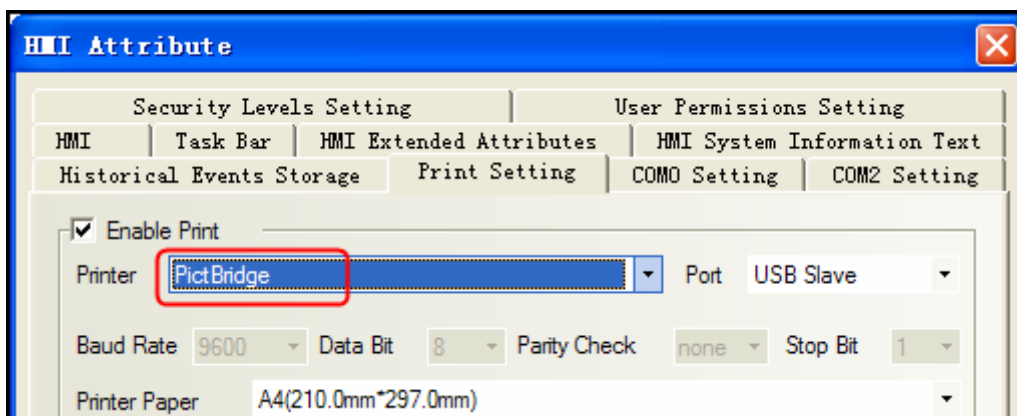 HMI Attribute
Security Levels Setting User Permissions Setting
HMI Task Bar HMI Extended Attributes HMI System Information Text
Historical Events Storage Print Setting COM0 Setting COM2 Setting
Enable Print
Printer PictBridge Port USB Slave
Baud Rate 9600 Data Bit 8 Parity Check none Stop Bit 1
Printer Paper A4(210.0mm*297.0mm)